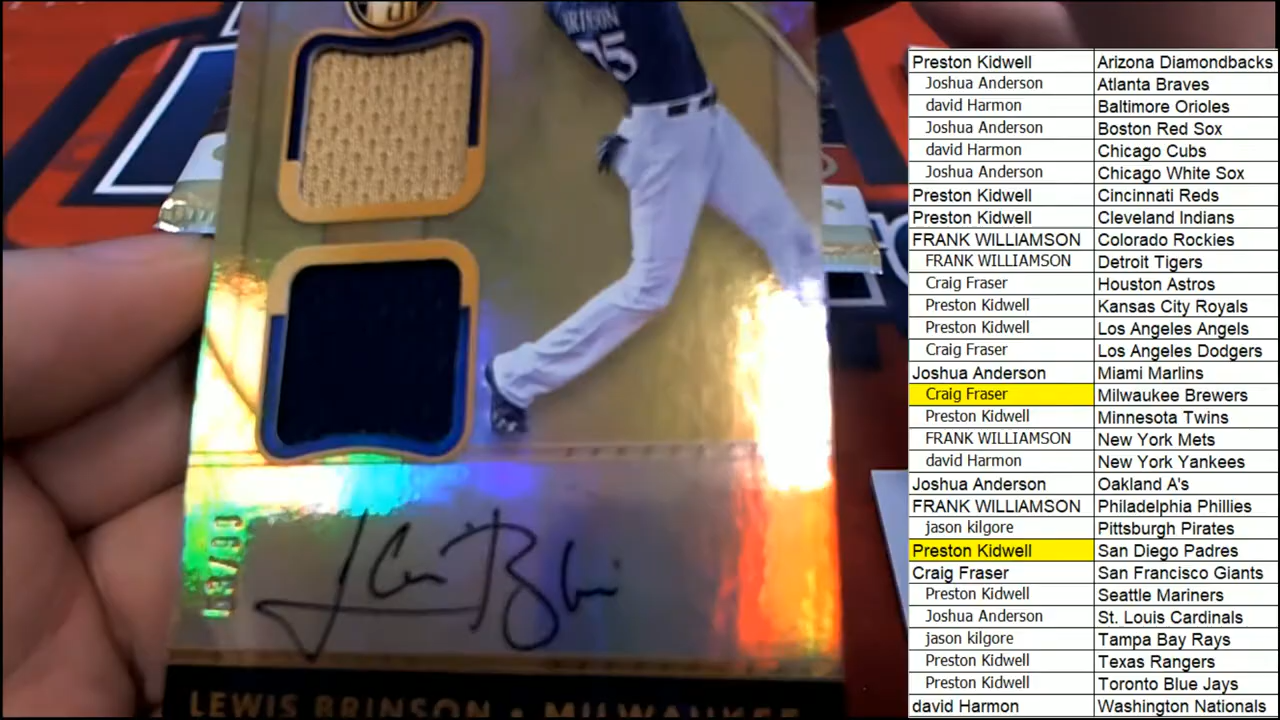 BRINSON
25
63/99
LEWIS BRINSON • MILWAUKEE
Preston Kidwell Arizona Diamondbacks
Joshua Anderson Atlanta Braves
david Harmon Baltimore Orioles
Joshua Anderson Boston Red Sox
david Harmon Chicago Cubs
Joshua Anderson Chicago White Sox
Preston Kidwell Cincinnati Reds
Preston Kidwell Cleveland Indians
FRANK WILLIAMSON Colorado Rockies
FRANK WILLIAMSON Detroit Tigers
Craig Fraser Houston Astros
Preston Kidwell Kansas City Royals
Preston Kidwell Los Angeles Angels
Craig Fraser Los Angeles Dodgers
Joshua Anderson Miami Marlins
Craig Fraser Milwaukee Brewers
Preston Kidwell Minnesota Twins
FRANK WILLIAMSON New York Mets
david Harmon New York Yankees
Joshua Anderson Oakland A's
FRANK WILLIAMSON Philadelphia Phillies
jason kilgore Pittsburgh Pirates
Preston Kidwell San Diego Padres
Craig Fraser San Francisco Giants
Preston Kidwell Seattle Mariners
Joshua Anderson St. Louis Cardinals
jason kilgore Tampa Bay Rays
Preston Kidwell Texas Rangers
Preston Kidwell Toronto Blue Jays
david Harmon Washington Nationals